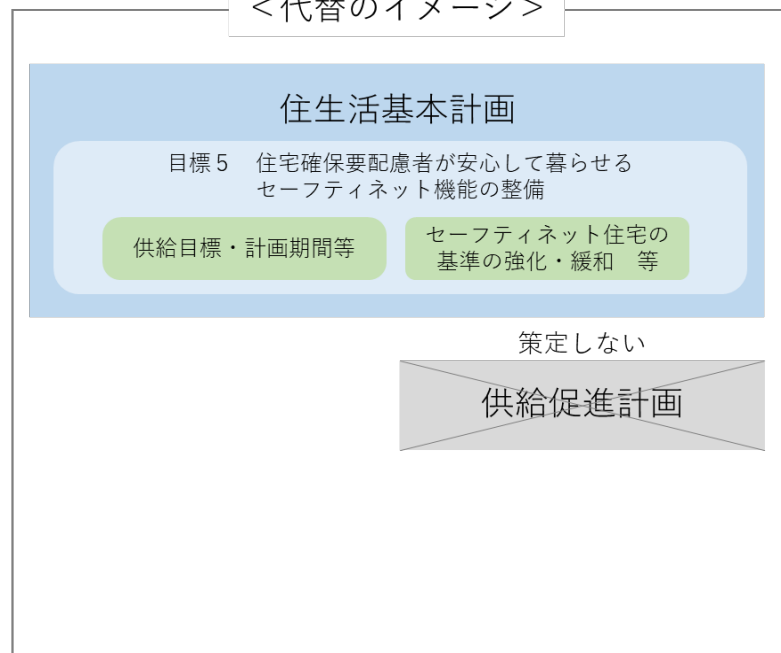 ＜代替のイメージ＞
住生活基本計画
目標５　住宅確保要配慮者が安心して暮らせる
セーフティネット機能の整備
供給目標・計画期間等
セーフティネット住宅の
基準の強化・緩和　等
策定しない
供給促進計画